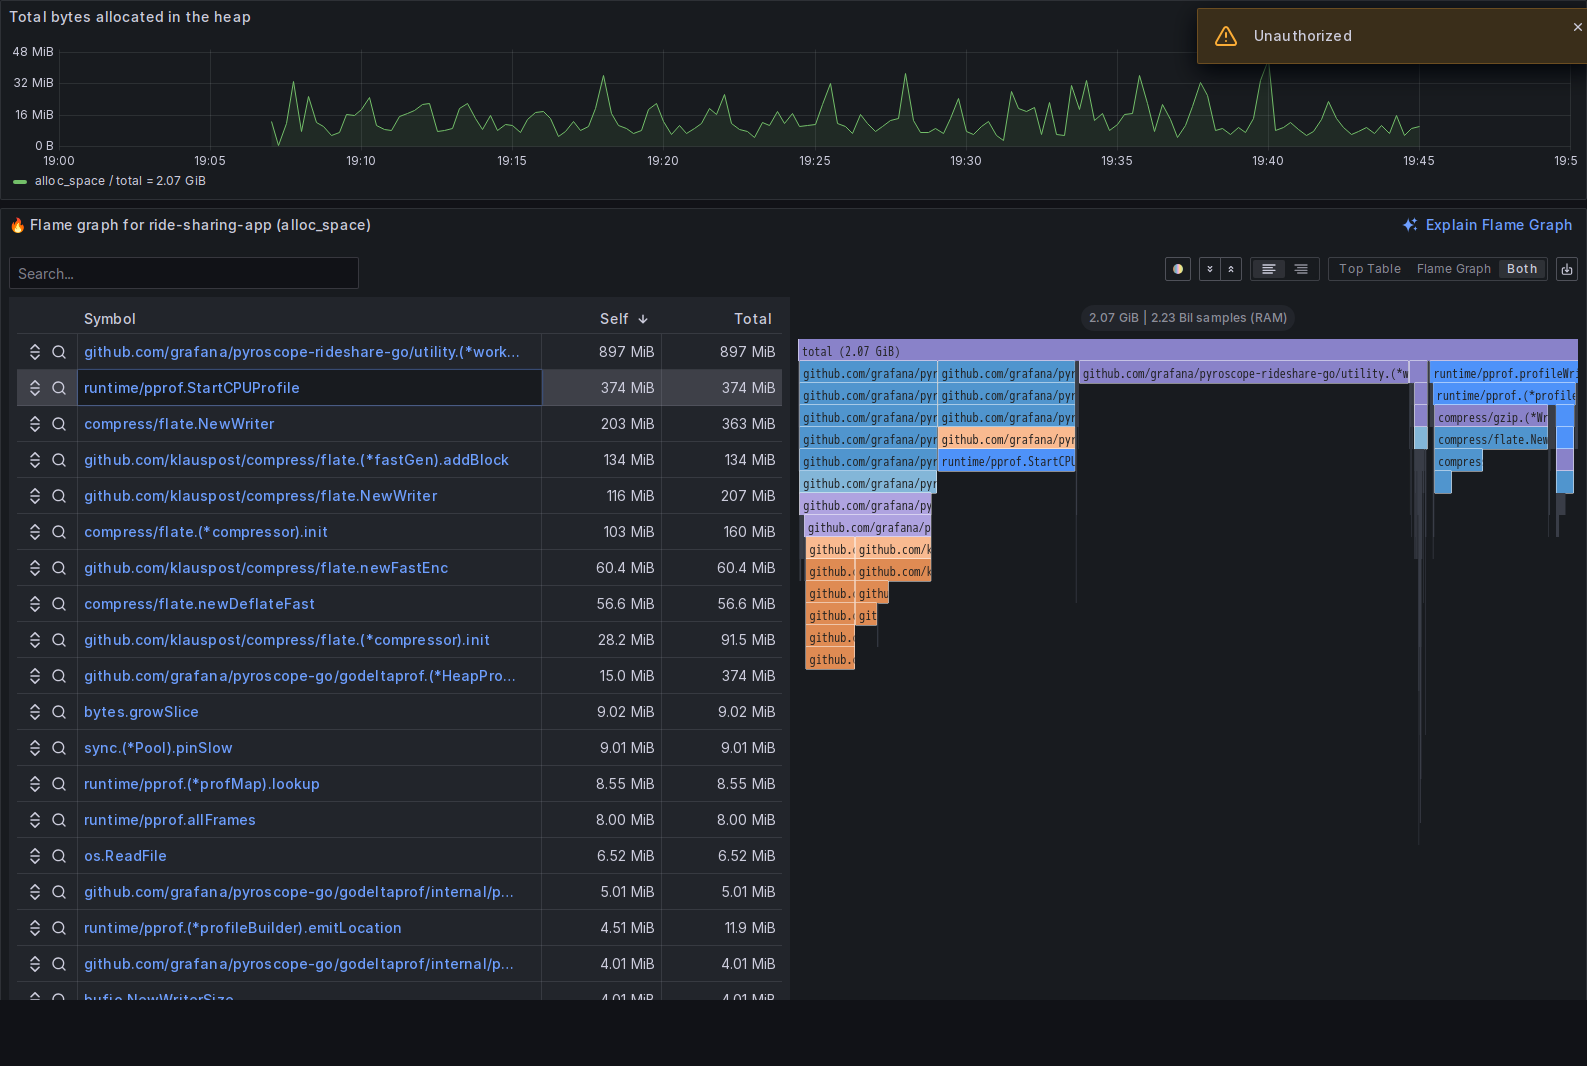 Total bytes allocated in the heap
Unauthorized
48 MiB
32 MiB
16 MiB
0 B
19:00 19:05 19:10 19:15 19:20 19:25 19:30 19:35 19:40 19:45 19:5
alloc_space / total = 2.07 GiB
🔥 Flame graph for ride-sharing-app (alloc_space)
Explain Flame Graph
Search...
Top Table Flame Graph Both
Symbol Self Total
github.com/grafana/pyroscope-rideshare-go/utility.(*work... 897 MiB 897 MiB
runtime/pprof.StartCPUProfile 374 MiB 374 MiB
compress/flate.NewWriter 203 MiB 363 MiB
github.com/klauspost/compress/flate.(*fastGen).addBlock 134 MiB 134 MiB
github.com/klauspost/compress/flate.NewWriter 116 MiB 207 MiB
compress/flate.(*compressor).init 103 MiB 160 MiB
github.com/klauspost/compress/flate.newFastEnc 60.4 MiB 60.4 MiB
compress/flate.newDeflateFast 56.6 MiB 56.6 MiB
github.com/klauspost/compress/flate.(*compressor).init 28.2 MiB 91.5 MiB
github.com/grafana/pyroscope-go/godeltaprof.(*HeapPro... 15.0 MiB 374 MiB
bytes.growSlice 9.02 MiB 9.02 MiB
sync.(*Pool).pinSlow 9.01 MiB 9.01 MiB
runtime/pprof.(*profMap).lookup 8.55 MiB 8.55 MiB
runtime/pprof.allFrames 8.00 MiB 8.00 MiB
os.ReadFile 6.52 MiB 6.52 MiB
github.com/grafana/pyroscope-go/godeltaprof/internal/p... 5.01 MiB 5.01 MiB
runtime/pprof.(*profileBuilder).emitLocation 4.51 MiB 11.9 MiB
github.com/grafana/pyroscope-go/godeltaprof/internal/p... 4.01 MiB 4.01 MiB
bufio.NewWriterSize 4.01 MiB 4.01 MiB
2.07 GiB | 2.23 Bil samples (RAM)
total (2.07 GiB)
github.com/grafana/pyr github.com/grafana/pyr github.com/grafana/pyroscope-rideshare-go/utility.(*w runtime/pprof.profileWri
github.com/grafana/pyr github.com/grafana/pyr runtime/pprof.(*profile
github.com/grafana/pyr github.com/grafana/pyr compress/gzip.(*Wr
github.com/grafana/pyr github.com/grafana/pyr compress/flate.New
github.com/grafana/pyr runtime/pprof.StartCPU compres
github.com/grafana/pyr
github.com/grafana/py
github.com/grafana/p
github. github.com/k
github. github.com/k
github. githu
github. git
github.
github.